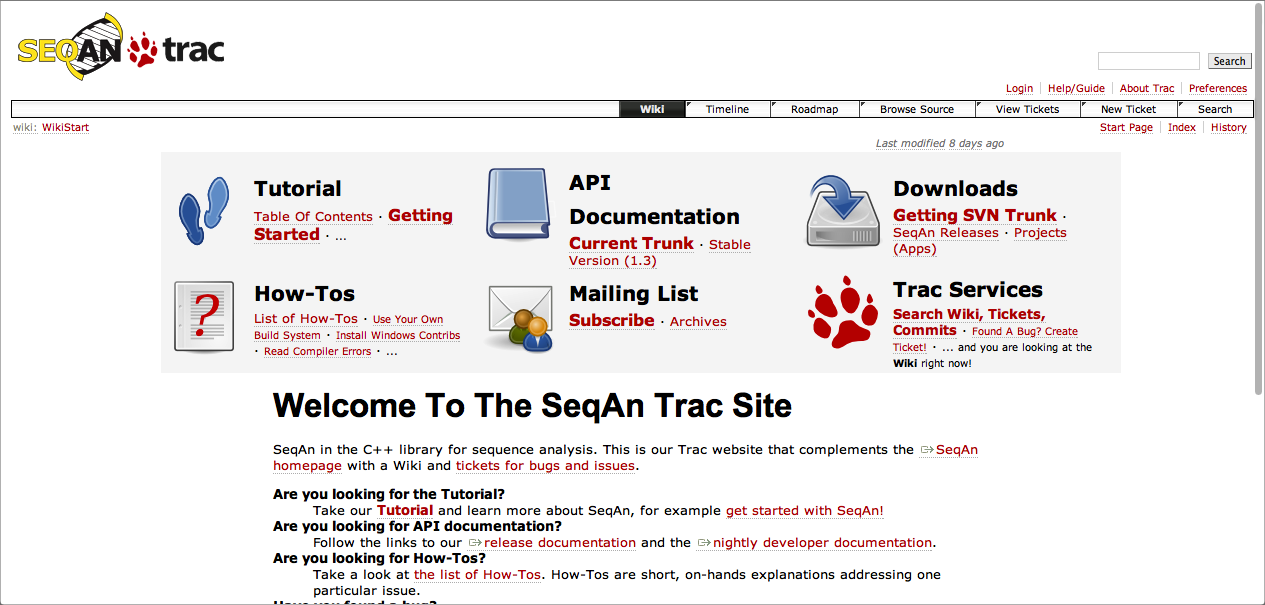 SEQAN trac
Search
Login Help/Guide About Trac Preferences
Wiki Timeline Roadmap Browse Source View Tickets New Ticket Search
wiki: WikiStart
Start Page Index History
Last modified 8 days ago
Tutorial
Table Of Contents · Getting
Started · ...
API
Documentation
Current Trunk · Stable
Version (1.3)
Downloads
Getting SVN Trunk ·
SeqAn Releases · Projects
(Apps)
How-Tos
List of How-Tos · Use Your Own
Build System · Install Windows Contribs
· Read Compiler Errors · ...
Mailing List
Subscribe · Archives
Trac Services
Search Wiki, Tickets,
Commits · Found A Bug? Create
Ticket! · ... and you are looking at the
Wiki right now!
Welcome To The SeqAn Trac Site
SeqAn in the C++ library for sequence analysis. This is our Trac website that complements the SeqAn
homepage with a Wiki and tickets for bugs and issues.
Are you looking for the Tutorial?
Take our Tutorial and learn more about SeqAn, for example get started with SeqAn!
Are you looking for API documentation?
Follow the links to our release documentation and the nightly developer documentation.
Are you looking for How-Tos?
Take a look at the list of How-Tos. How-Tos are short, on-hands explanations addressing one
particular issue.
Have you found a bug?